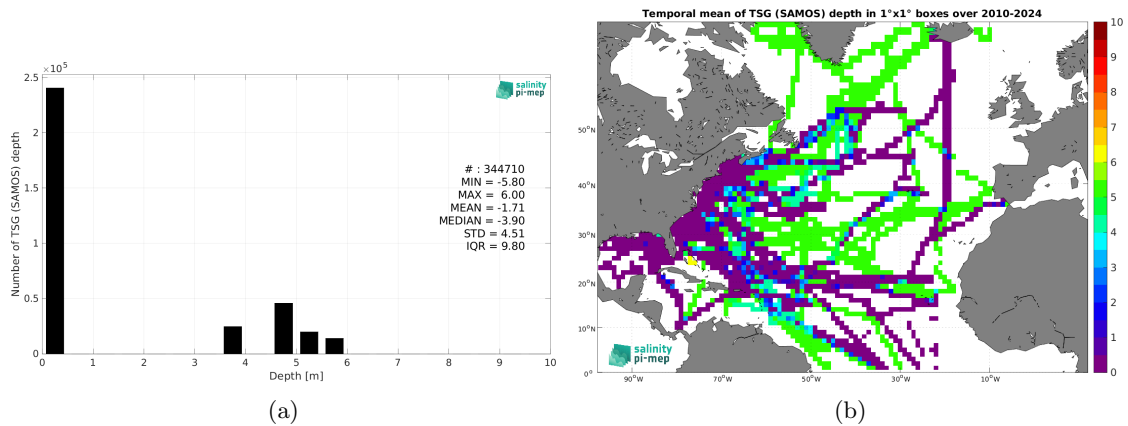 ×10⁵
2.5
2
1.5
1
0.5
0
0 1 2 3 4 5 6 7 8 9 10
Depth [m]
Number of TSG (SAMOS) depth
salinity
pi-mep
# : 344710
MIN = -5.80
MAX = 6.00
MEAN = -1.71
MEDIAN = -3.90
STD = 4.51
IQR = 9.80
(a)
Temporal mean of TSG (SAMOS) depth in 1°x1° boxes over 2010-2024
50°N
40°N
30°N
20°N
10°N
0°
90°W 70°W 50°W 30°W 10°W
salinity
pi-mep
10
9
8
7
6
5
4
3
2
1
0
(b)